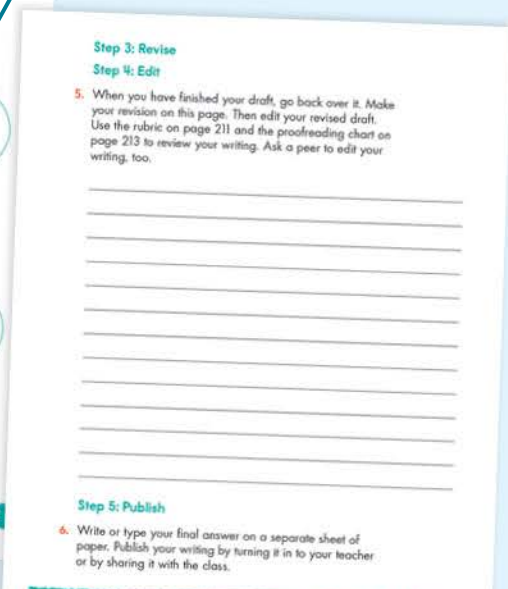 Step 3: Revise
Step 4: Edit
5. When you have finished your draft, go back over it. Make
your revision on this page. Then edit your revised draft.
Use the rubric on page 211 and the proofreading chart on
page 213 to review your writing. Ask a peer to edit your
writing, too.
Step 5: Publish
6. Write or type your final answer on a separate sheet of
paper. Publish your writing by turning it in to your teacher
or by sharing it with the class.